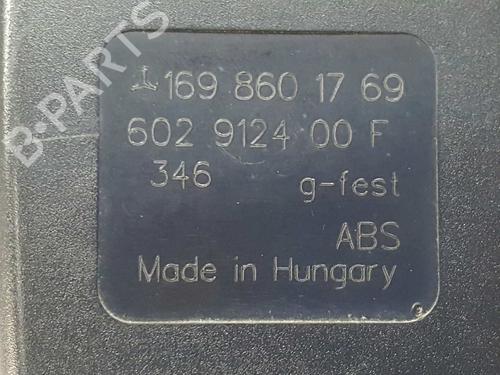 169 860 17 69
602 9124 00 F
346 g-fest
ABS
Made in Hungary
B-PARTS